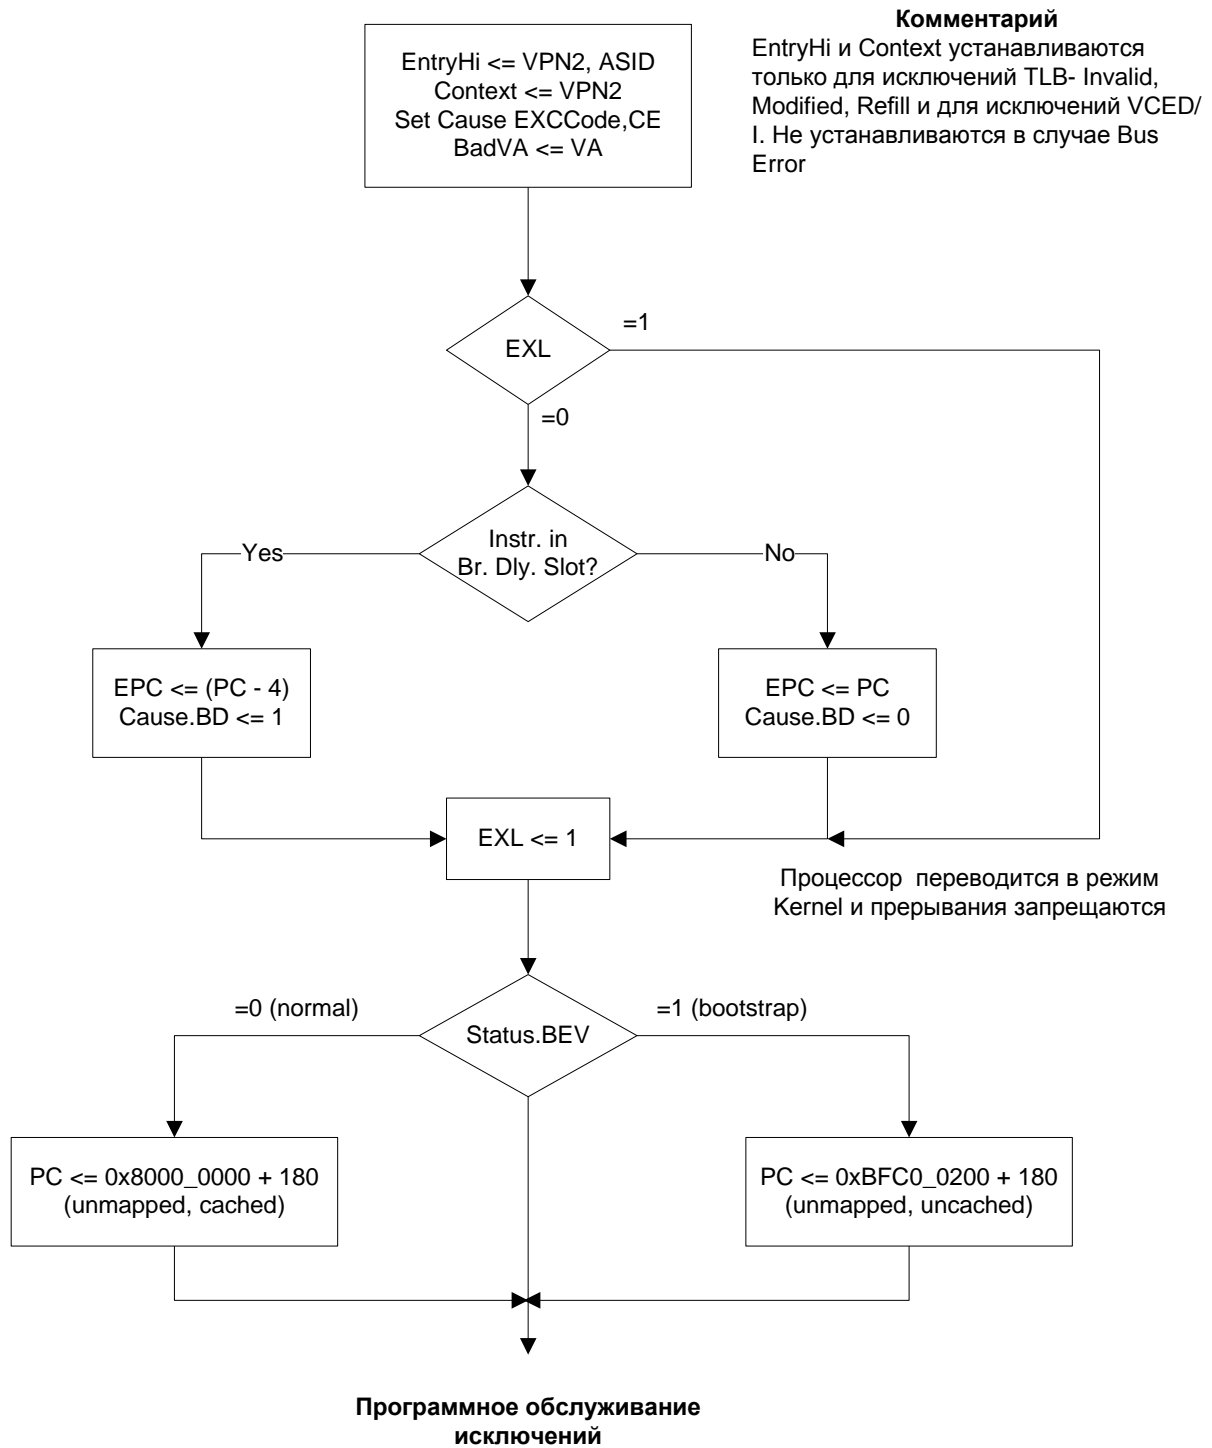 Комментарий
EntryHi и Context устанавливаются
только для исключений TLB- Invalid,
Modified, Refill и для исключений VCED/
I. Не устанавливаются в случае Bus
Error
EntryHi <= VPN2, ASID
Context <= VPN2
Set Cause EXCCode,CE
BadVA <= VA
=1
EXL
=0
Instr. in
Br. Dly. Slot?
Yes
No
EPC <= (PC - 4)
Cause.BD <= 1
EPC <= PC
Cause.BD <= 0
EXL <= 1
Процессор переводится в режим
Kernel и прерывания запрещаются
=0 (normal)
=1 (bootstrap)
Status.BEV
PC <= 0x8000_0000 + 180
(unmapped, cached)
PC <= 0xBFC0_0200 + 180
(unmapped, uncached)
Программное обслуживание
исключений